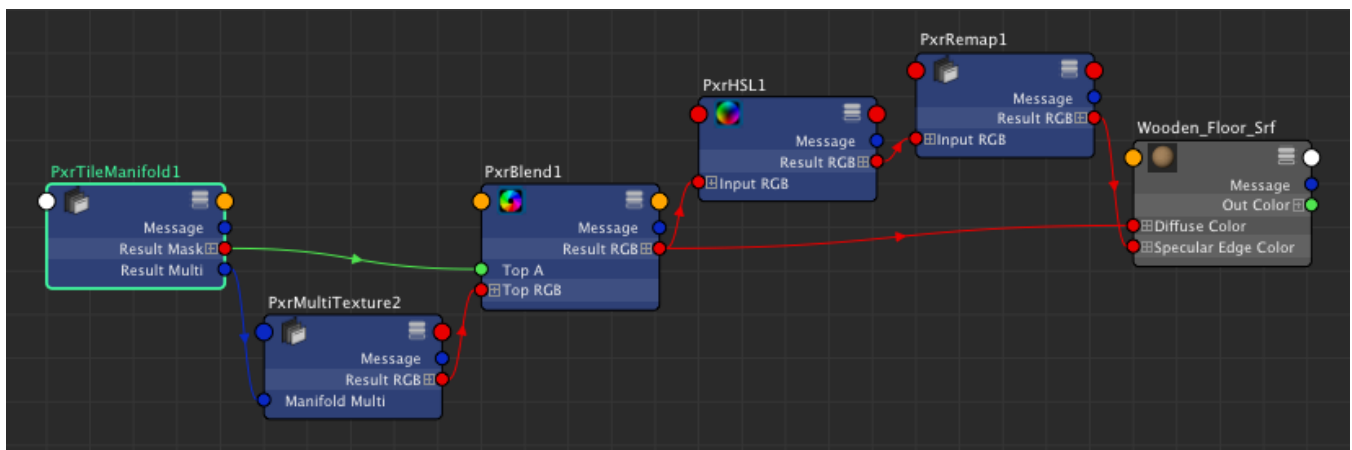 PxrTileManifold1
Message
Result Mask
Result Multi
PxrMultiTexture2
Message
Result RGB
Manifold Multi
PxrBlend1
Message
Result RGB
Top A
Top RGB
PxrHSL1
Message
Result RGB
Input RGB
PxrRemap1
Message
Result RGB
Input RGB
Wooden_Floor_Srf
Message
Out Color
Diffuse Color
Specular Edge Color